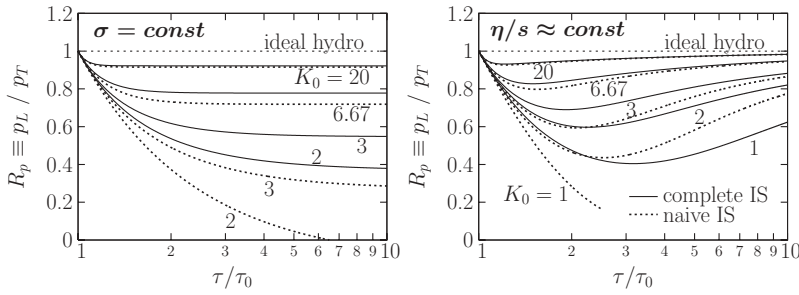 σ = const
ideal hydro
K₀ = 20
6.67
3
2
3
2
R_p ≡ p_L / p_T
1.2
1
0.8
0.6
0.4
0.2
0
1 2 3 4 5 6 7 8 9 10
τ/τ₀
η/s ≈ const
ideal hydro
20
6.67
3
2
1
K₀ = 1
complete IS
naive IS
R_p ≡ p_L / p_T
1.2
1
0.8
0.6
0.4
0.2
0
1 2 3 4 5 6 7 8 9 10
τ/τ₀